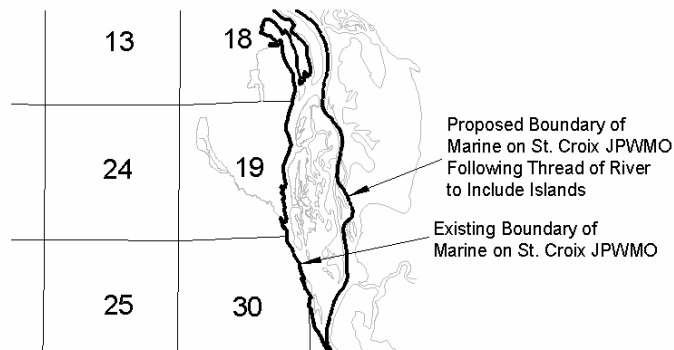 13
18
Proposed Boundary of
Marine on St. Croix JPWMO
Following Thread of River
to Include Islands
24
19
Existing Boundary of
Marine on St. Croix JPWMO
25
30